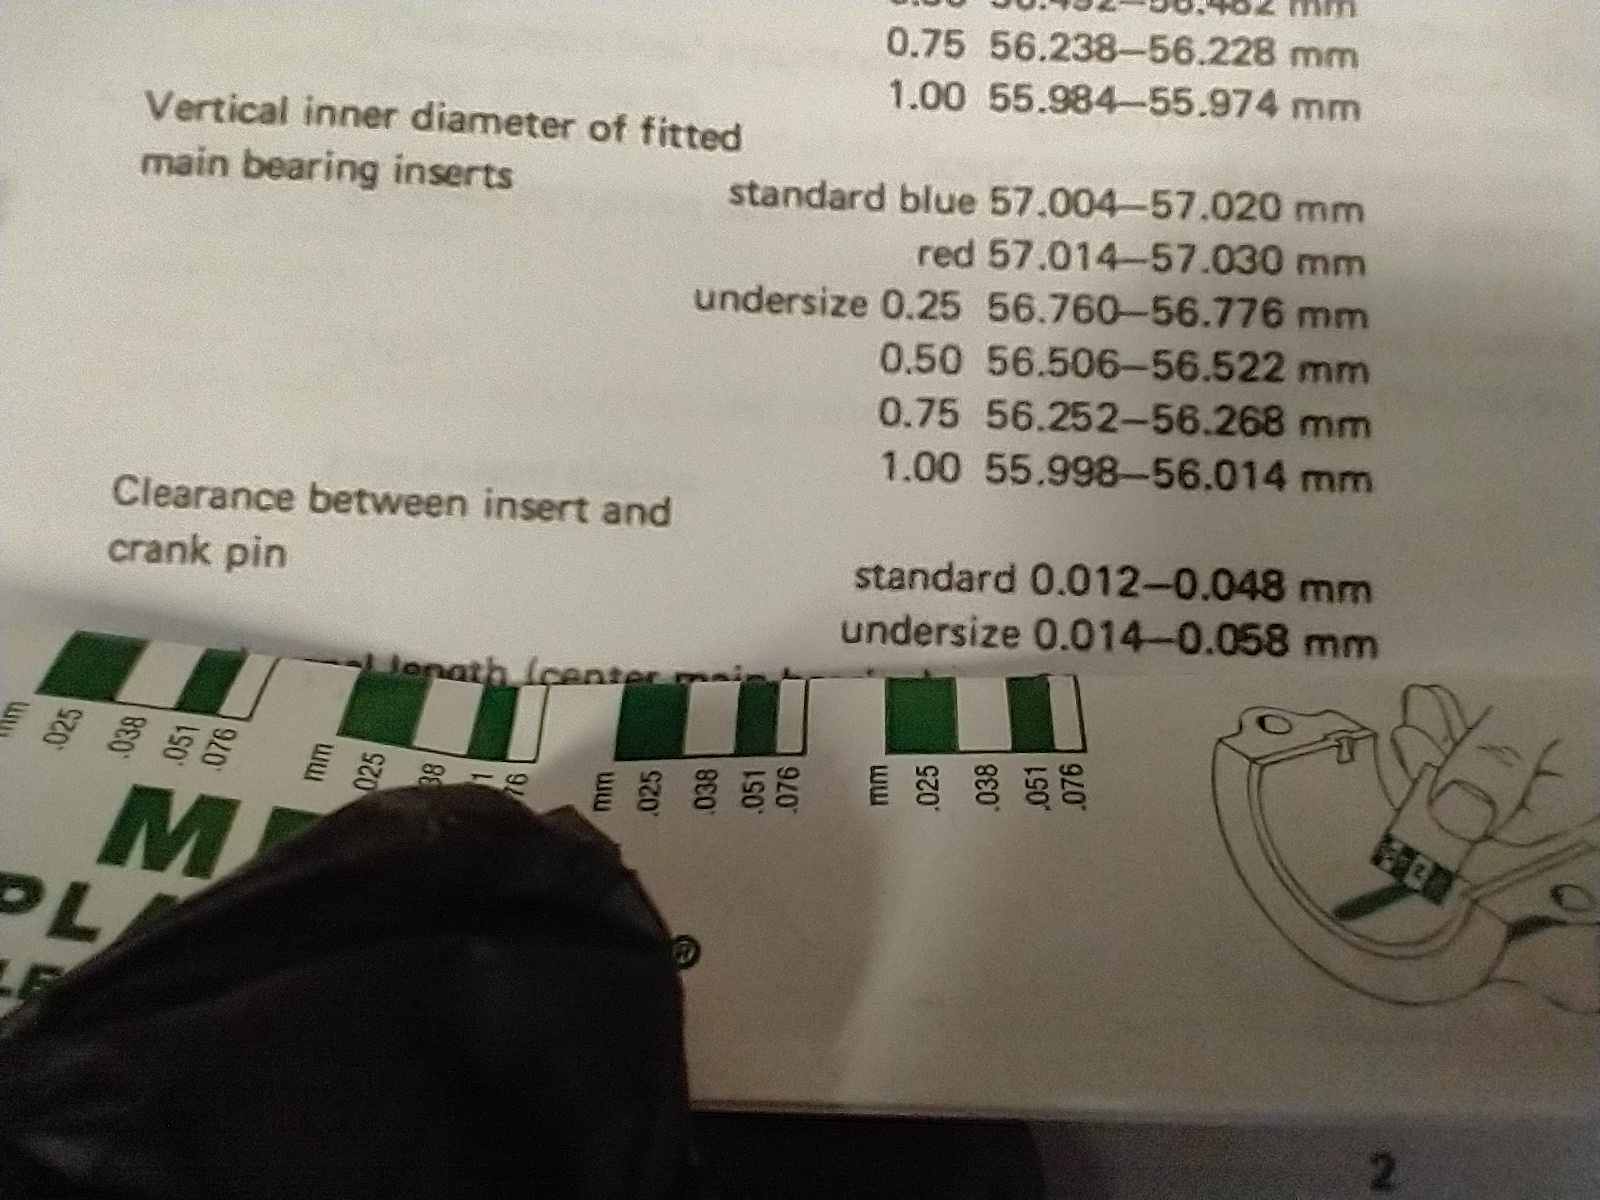 0.75 56.238—56.228 mm
1.00 55.984—55.974 mm
Vertical inner diameter of fitted
main bearing inserts
standard blue 57.004—57.020 mm
red 57.014—57.030 mm
undersize 0.25 56.760—56.776 mm
0.50 56.506—56.522 mm
0.75 56.252—56.268 mm
1.00 55.998—56.014 mm
Clearance between insert and
crank pin
standard 0.012—0.048 mm
undersize 0.014—0.058 mm
length (center main
mm .025 .038 .051 .076
mm .025
mm .025 .038 .051 .076
mm .025 .038 .051 .076
®
2